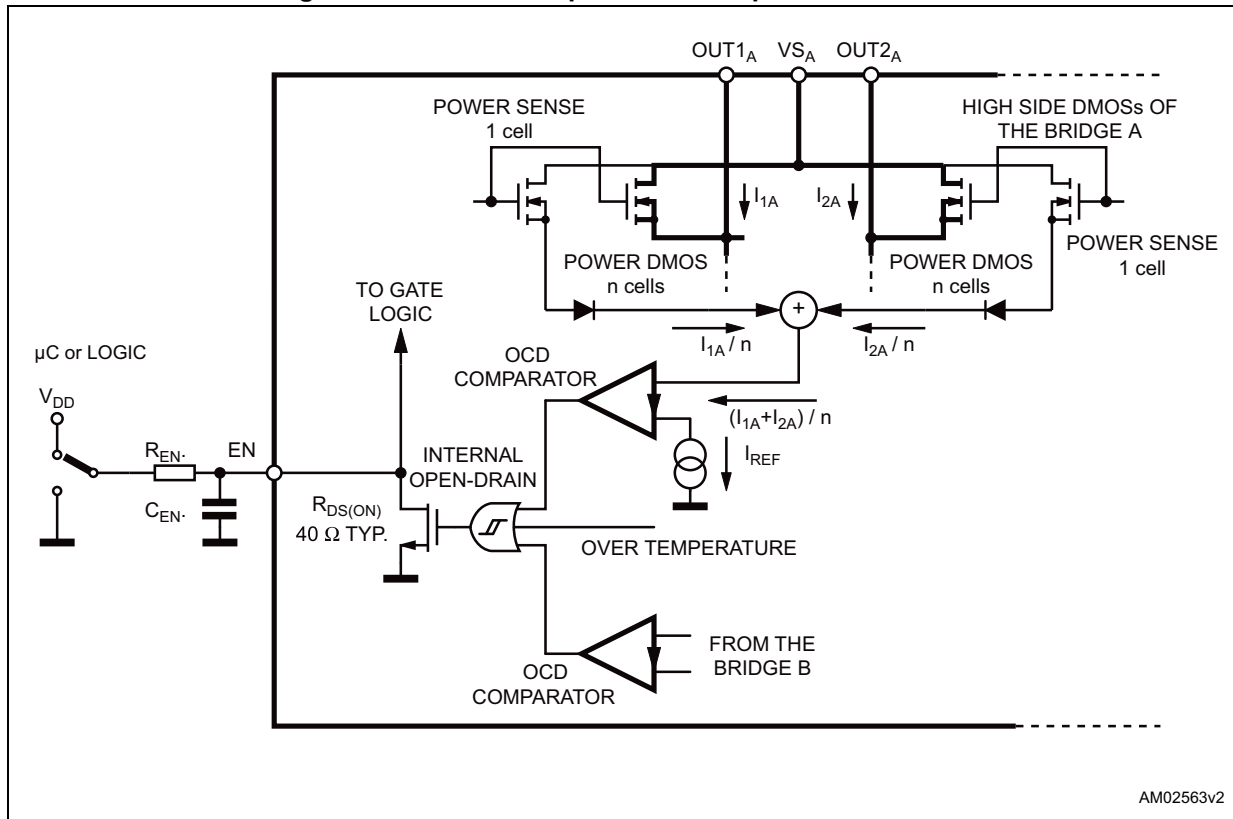 OUT1A VSA OUT2A
POWER SENSE
1 cell
HIGH SIDE DMOSs OF
THE BRIDGE A
I1A
I2A
POWER SENSE
1 cell
POWER DMOS
n cells
POWER DMOS
n cells
TO GATE
LOGIC
+
I1A / n
I2A / n
µC or LOGIC
OCD
COMPARATOR
VDD
(I1A+I2A) / n
REN.
EN
INTERNAL
OPEN-DRAIN
IREF
CEN.
RDS(ON)
40 Ω TYP.
OVER TEMPERATURE
FROM THE
BRIDGE B
OCD
COMPARATOR
AM02563v2